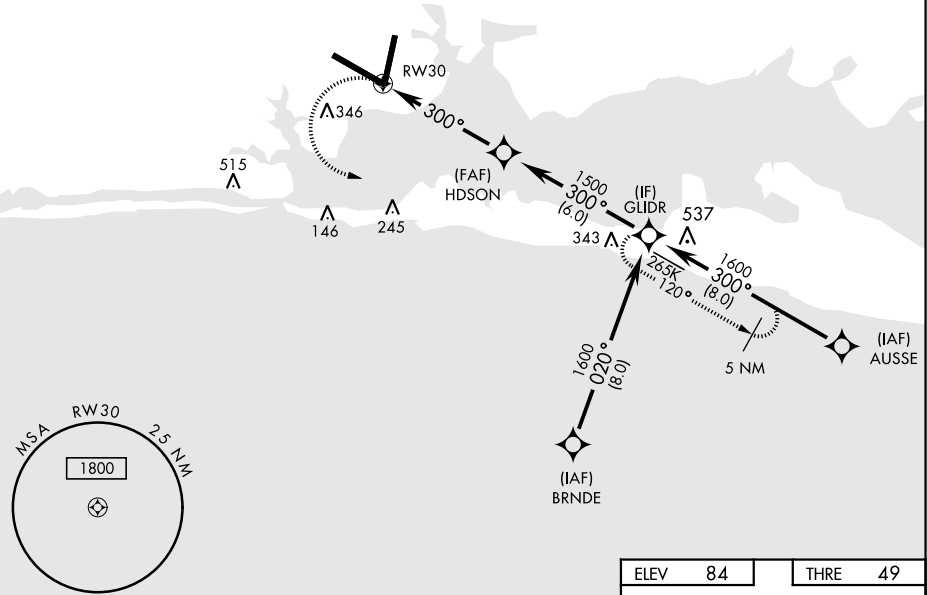 RW30
346
300°
515
(FAF)
HDSON
146
245
1500
300°
(6.0)
(IF)
GLIDR
537
343
265K
120°
1600
300°
(8.0)
5 NM
(IAF)
AUSSE
1600
020°
(8.0)
(IAF)
BRNDE
MSA RW30 25 NM
1800
ELEV 84
THRE 49